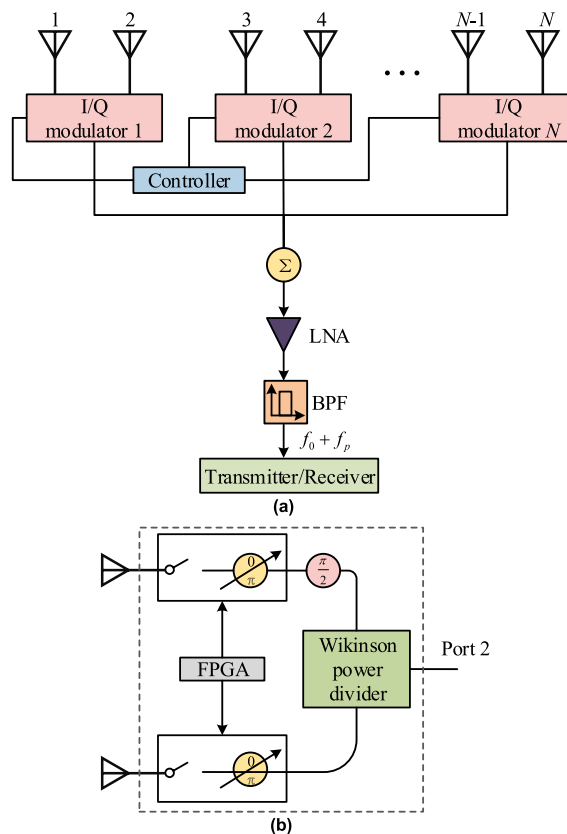 1 2 3 4 N-1 N
I/Q
modulator 1
I/Q
modulator 2
...
I/Q
modulator N
Controller
Σ
LNA
BPF
f0 + fp
Transmitter/Receiver
(a)
0
π
π
2
FPGA
Wikinson
power
divider
Port 2
0
π
(b)